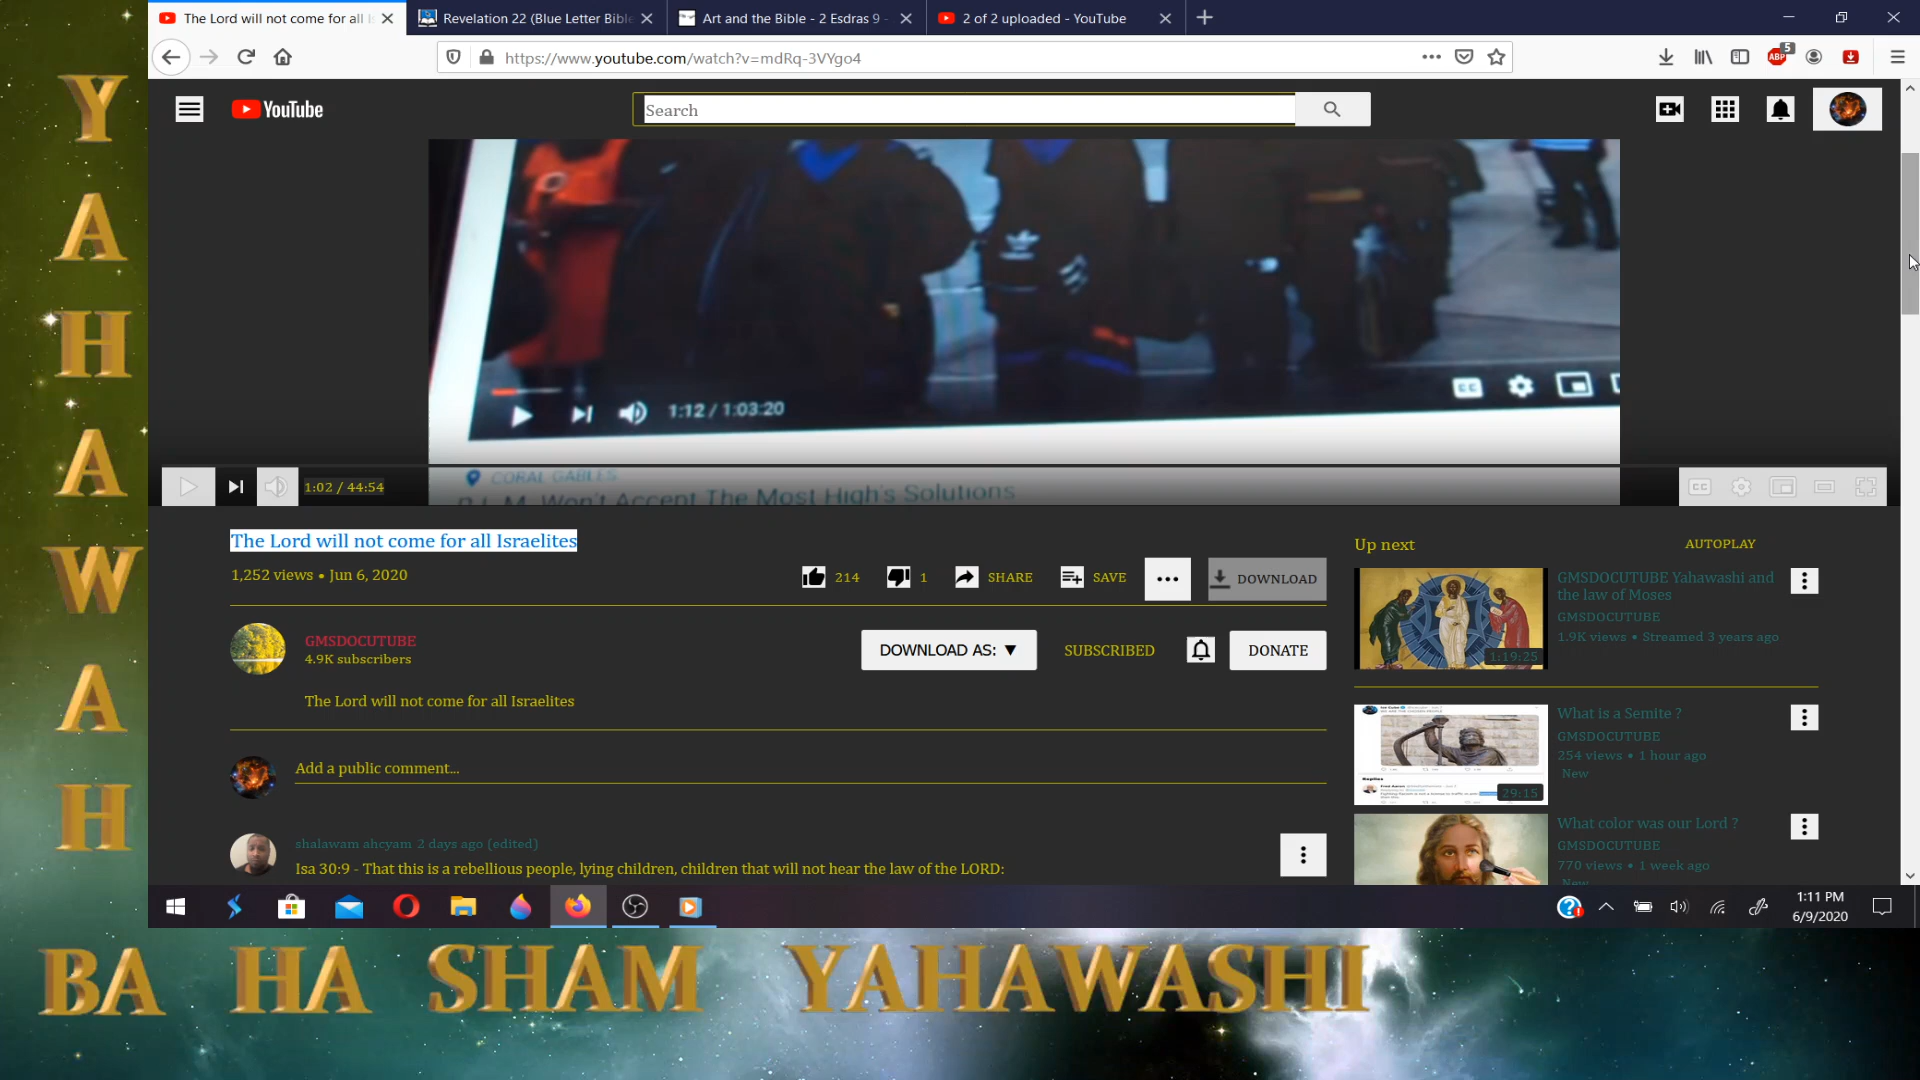 The Lord will not come for all I
Revelation 22 (Blue Letter Bible
Art and the Bible - 2 Esdras 9 -
2 of 2 uploaded - YouTube
https://www.youtube.com/watch?v=mdRq-3VYgo4
ABP
5
YouTube
Search
1:12 / 1:03:20
CC
CORAL GABLES
B.L.M. Won't Accept The Most High's Solutions
1:02 / 44:54
CC
The Lord will not come for all Israelites
1,252 views • Jun 6, 2020
214
1
SHARE
SAVE
DOWNLOAD
GMSDOCUTUBE
4.9K subscribers
DOWNLOAD AS: ▼
SUBSCRIBED
DONATE
The Lord will not come for all Israelites
Add a public comment...
shalawam ahcyam 2 days ago (edited)
Isa 30:9 - That this is a rebellious people, lying children, children that will not hear the law of the LORD:
Up next
AUTOPLAY
GMSDOCUTUBE Yahawashi and
the law of Moses
GMSDOCUTUBE
1.9K views • Streamed 3 years ago
1:19:25
What is a Semite ?
GMSDOCUTUBE
254 views • 1 hour ago
New
29:15
What color was our Lord ?
GMSDOCUTUBE
770 views • 1 week ago
New
1:11 PM
6/9/2020
YAHAWAH
BA HA SHAM YAHAWASHI